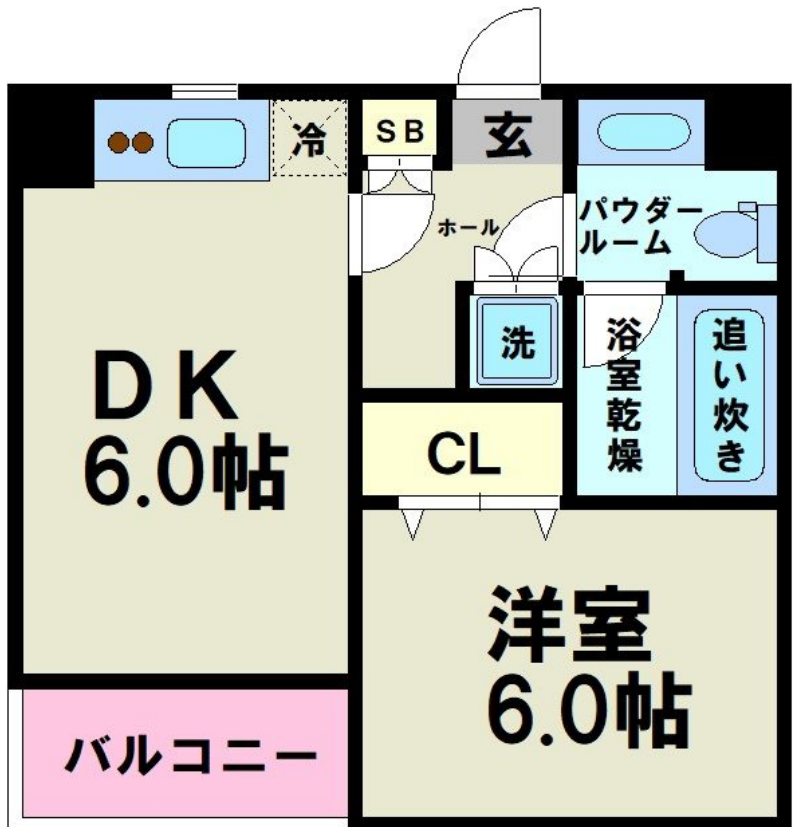 冷
SB
玄
ホール
パウダー
ルーム
洗
浴室乾燥
追い炊き
DK
6.0帖
CL
洋室
6.0帖
バルコニー